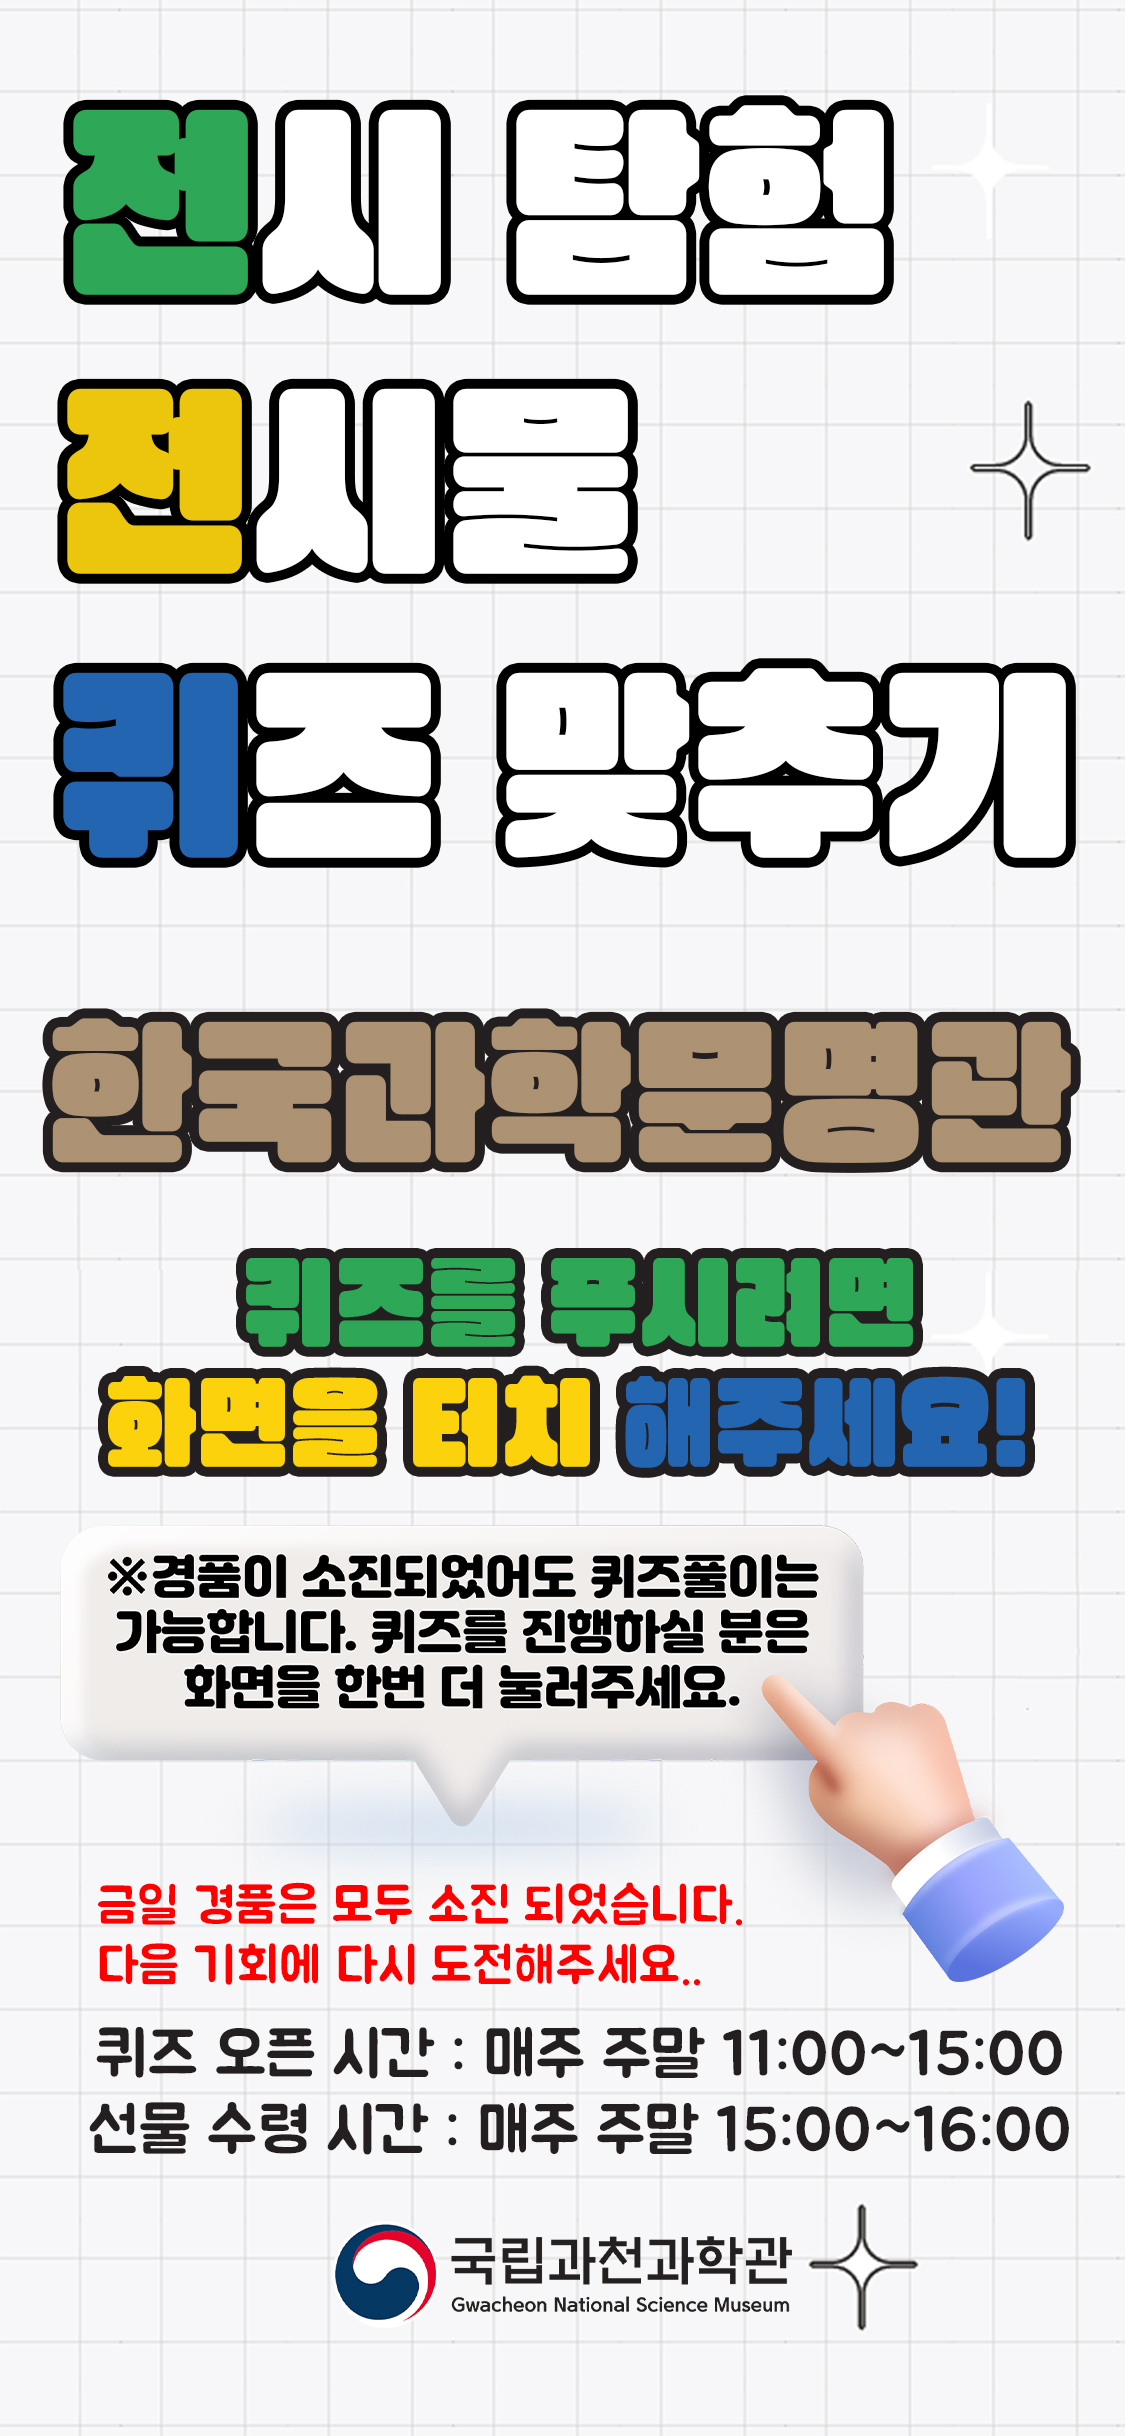 전시 탐험
전시물
퀴즈 맞추기
한국과학문명관
퀴즈를 푸시려면
화면을 터치 해주세요!
※경품이 소진되었어도 퀴즈풀이는
가능합니다. 퀴즈를 진행하실 분은
화면을 한번 더 눌러주세요.
금일 경품은 모두 소진 되었습니다.
다음 기회에 다시 도전해주세요..
퀴즈 오픈 시간 : 매주 주말 11:00~15:00
선물 수령 시간 : 매주 주말 15:00~16:00
국립과천과학관
Gwacheon National Science Museum